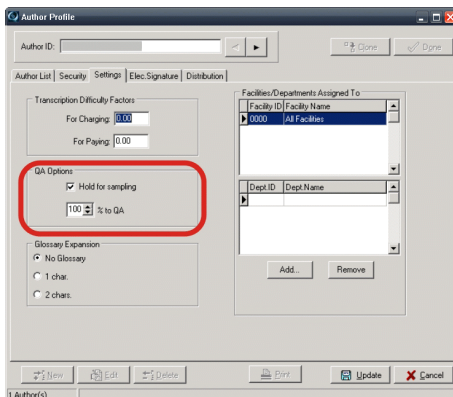 Author Profile
Author ID:
Clone
Done
Author List Security Settings Elec.Signature Distribution
Transcription Difficulty Factors
For Charging: 0.00
For Paying: 0.00
QA Options
Hold for sampling
100 % to QA
Glossary Expansion
No Glossary
1 char.
2 chars.
Facilities/Departments Assigned To
Facility ID Facility Name
0000 All Facilities
Dept.ID Dept.Name
Add... Remove
New Edit Delete Print Update Cancel
1 Author(s)